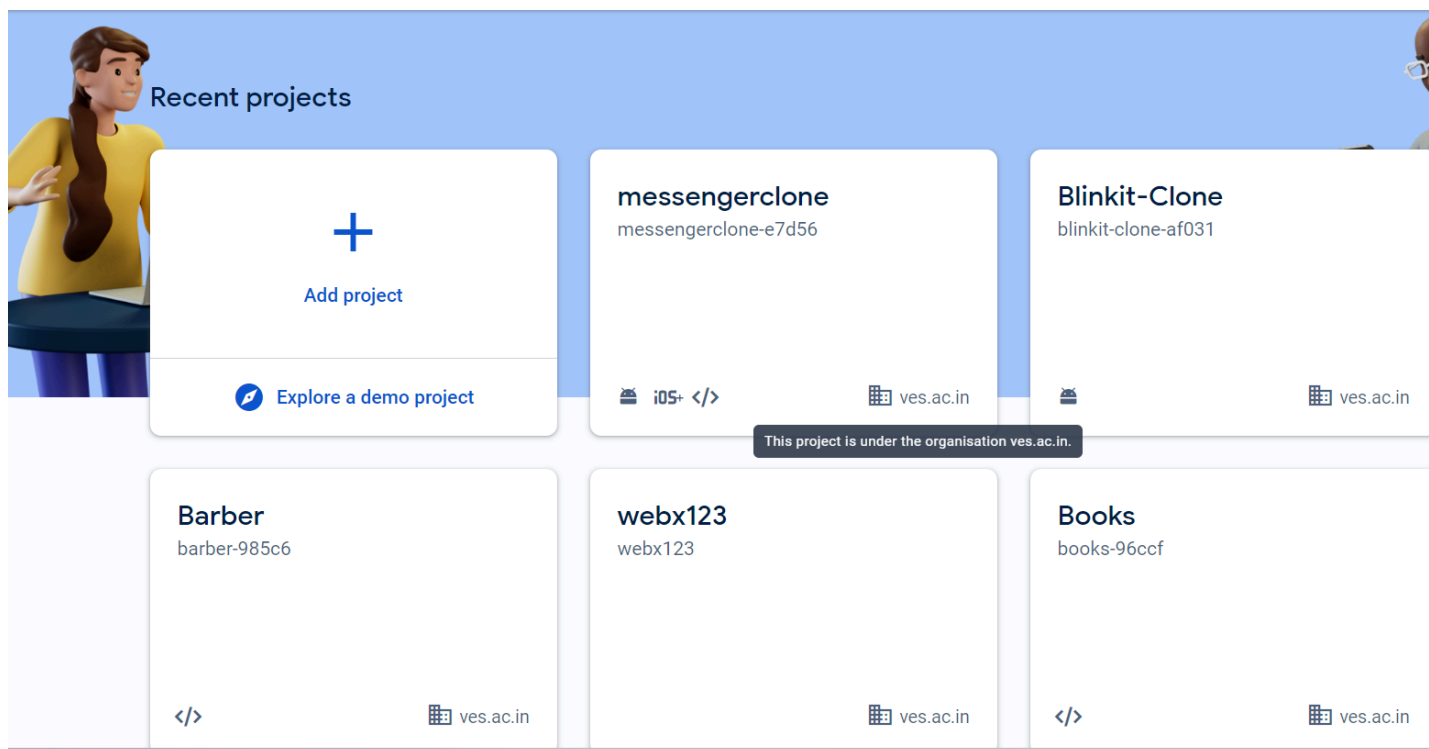 Recent projects
Add project
Explore a demo project
messengerclone
messengerclone-e7d56
iOS+ </>
ves.ac.in
This project is under the organisation ves.ac.in.
Blinkit-Clone
blinkit-clone-af031
ves.ac.in
Barber
barber-985c6
</>
ves.ac.in
webx123
webx123
ves.ac.in
Books
books-96ccf
</>
ves.ac.in